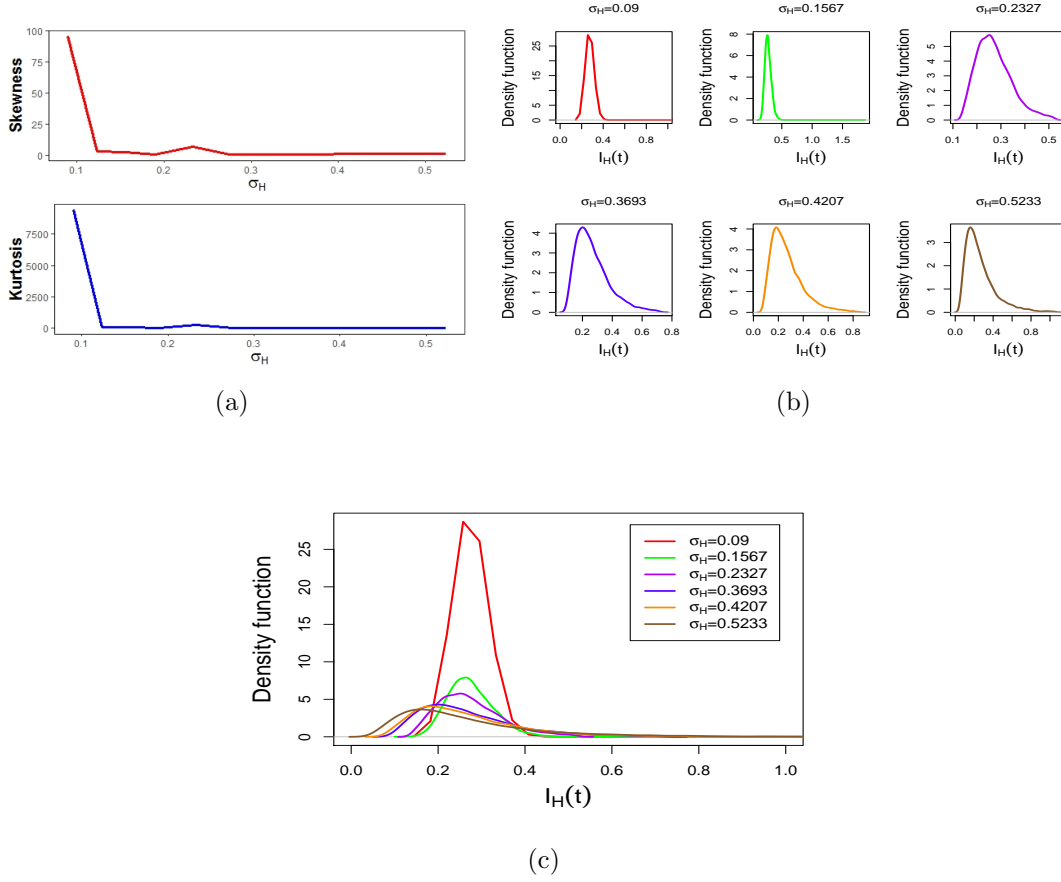 Skewness
100
75
50
25
0
0.1 0.2 0.3 0.4 0.5
σH
Kurtosis
7500
5000
2500
0
0.1 0.2 0.3 0.4 0.5
σH
(a)
σH=0.09
Density function
0 5 15 25
0.0 0.4 0.8
IH(t)
σH=0.1567
Density function
0 2 4 6 8
0.5 1.0 1.5
IH(t)
σH=0.2327
Density function
0 1 2 3 4 5
0.1 0.3 0.5
IH(t)
σH=0.3693
Density function
0 1 2 3 4
0.2 0.4 0.6 0.8
IH(t)
σH=0.4207
Density function
0 1 2 3 4
0.0 0.2 0.4 0.6 0.8
IH(t)
σH=0.5233
Density function
0 1 2 3
0.0 0.4 0.8
IH(t)
(b)
Density function
0 5 10 15 20 25
0.0 0.2 0.4 0.6 0.8 1.0
IH(t)
σH=0.09
σH=0.1567
σH=0.2327
σH=0.3693
σH=0.4207
σH=0.5233
(c)